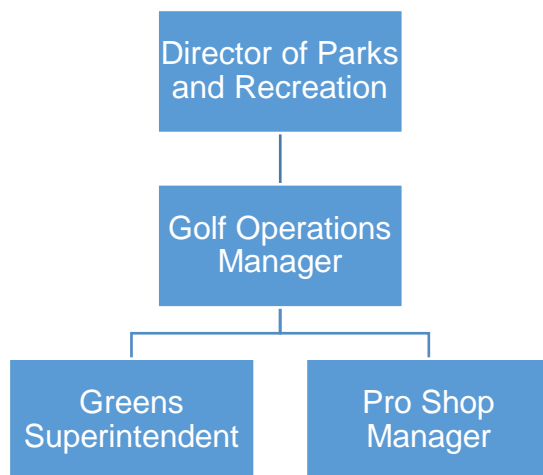 Director of Parks
and Recreation
Golf Operations
Manager
Greens
Superintendent
Pro Shop
Manager